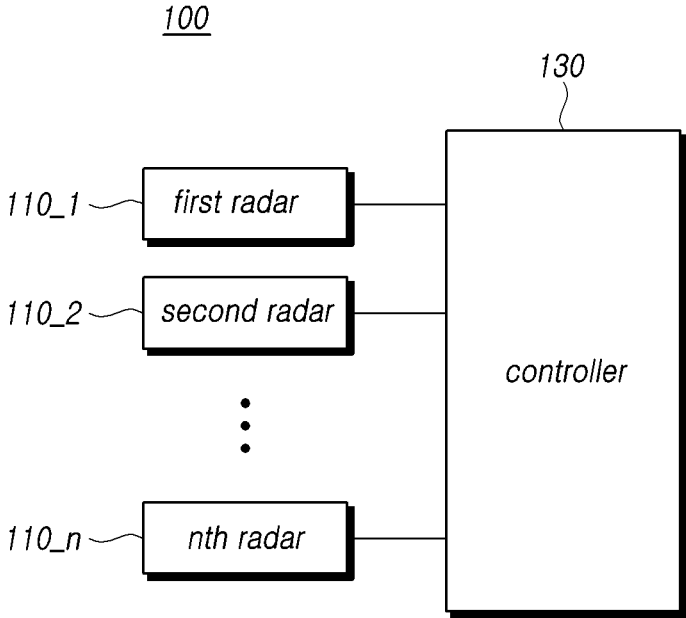 100
130
110_1
first radar
110_2
second radar
controller
110_n
nth radar